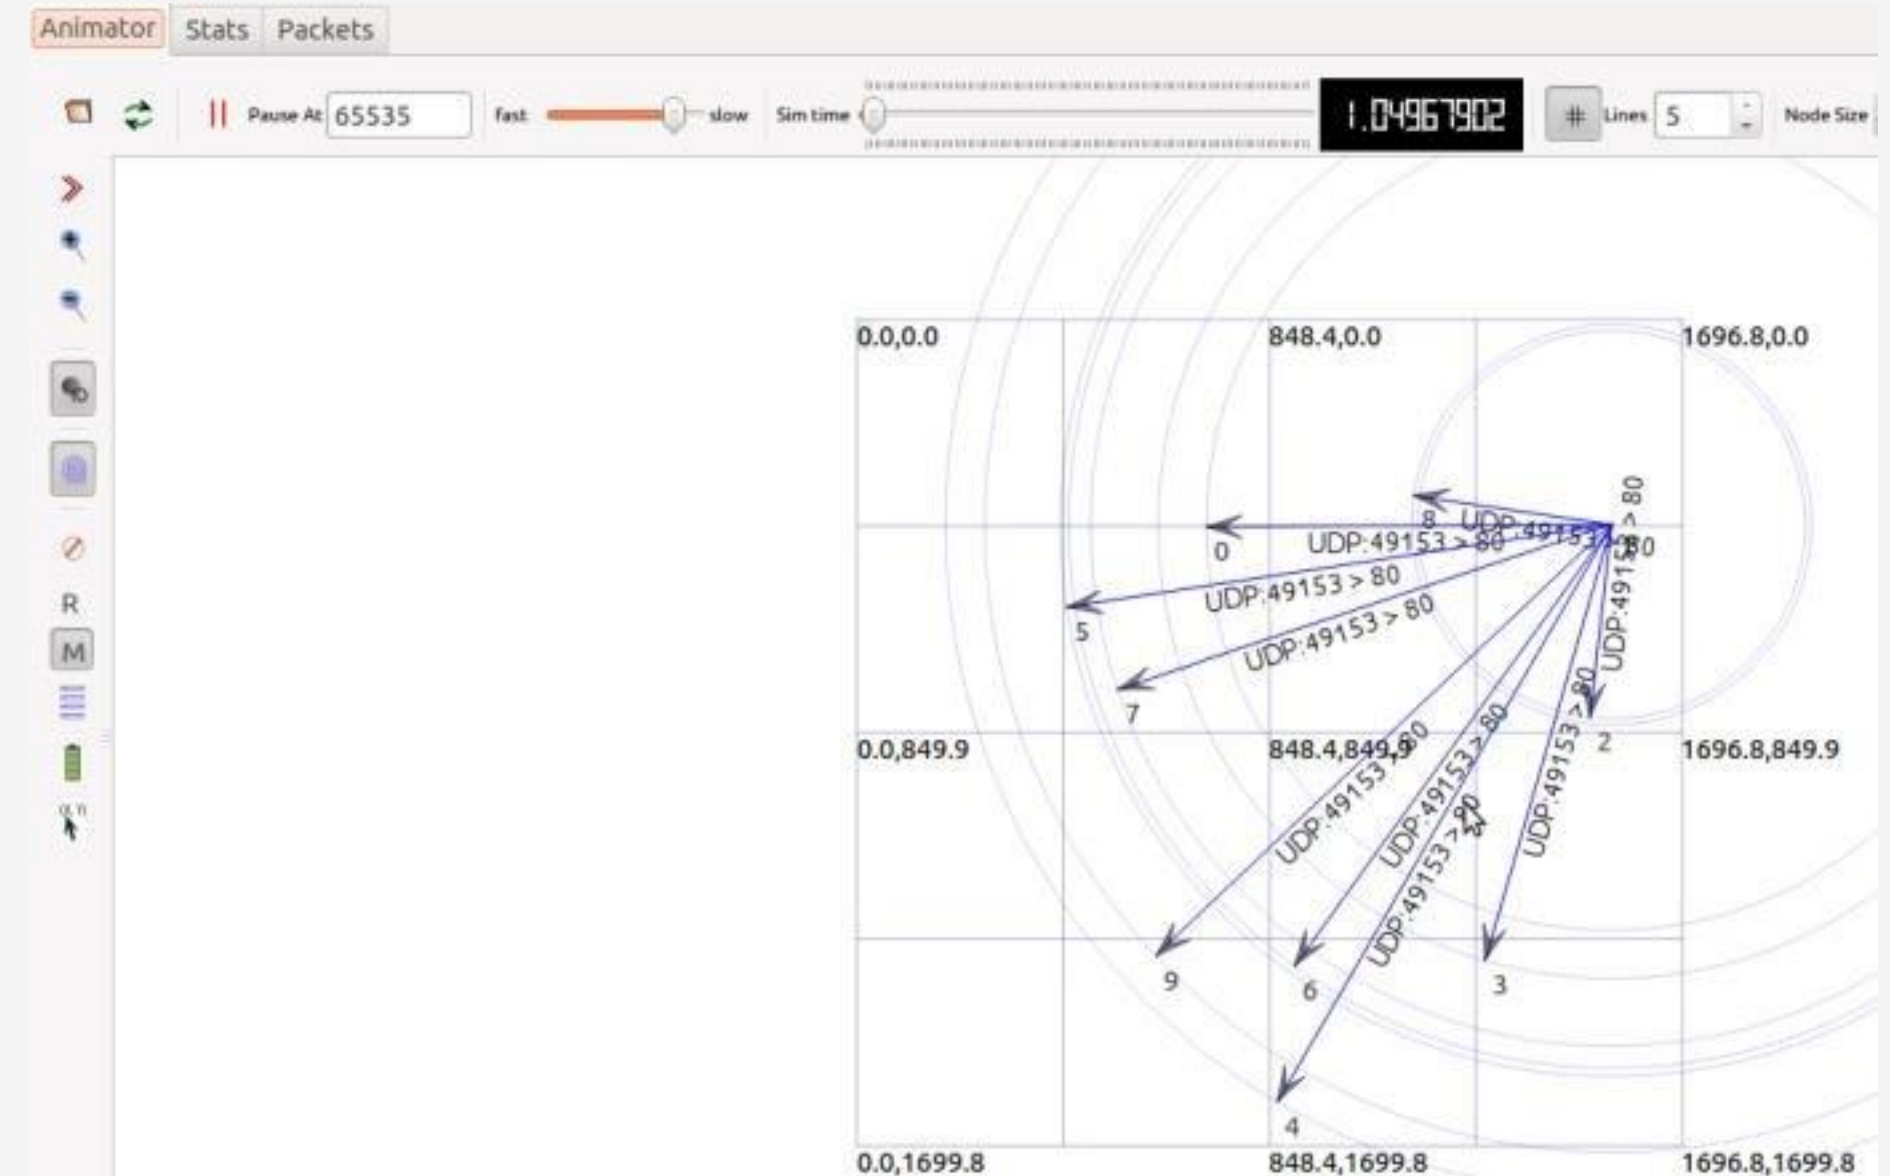 Animator Stats Packets
Pause At 65535 fast slow Sim time 1.04967902 # Lines 5 Node Size
0.0,0.0 848.4,0.0 1696.8,0.0
8 UDP:49153 > 80
0 UDP:49153 > 80
UDP:49153 > 80
5 UDP:49153 > 80
R
7 UDP:49153 > 80
M
2
0.0,849.9 848.4,849.9 1696.8,849.9
UDP:49153 > 80
UDP:49153 > 80
UDP:49153 > 80
UDP:49153 > 80
9
6
3
4
0.0,1699.8 848.4,1699.8 1696.8,1699.8